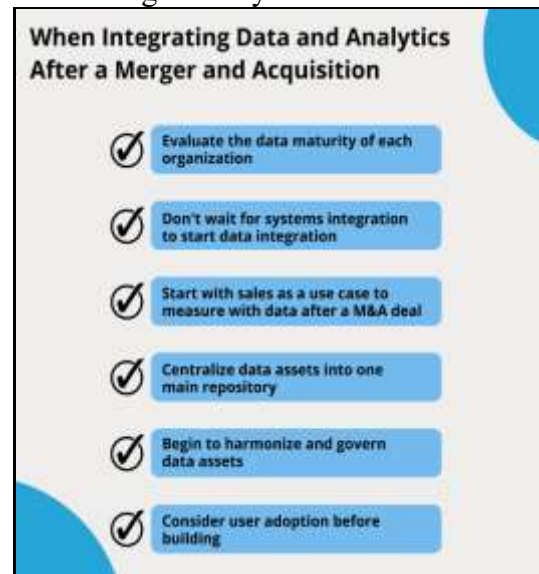 When Integrating Data and Analytics
After a Merger and Acquisition
Evaluate the data maturity of each
organization
Don't wait for systems integration
to start data integration
Start with sales as a use case to
measure with data after a M&A deal
Centralize data assets into one
main repository
Begin to harmonize and govern
data assets
Consider user adoption before
building